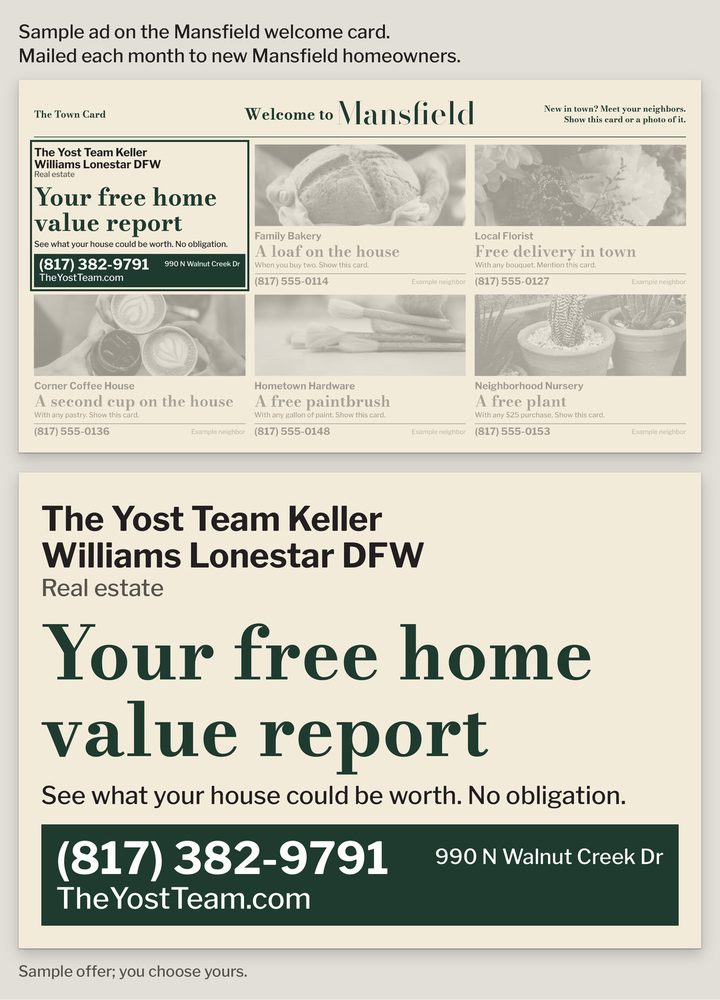 Sample ad on the Mansfield welcome card.
Mailed each month to new Mansfield homeowners.
The Town Card
Welcome to Mansfield
New in town? Meet your neighbors.
Show this card or a photo of it.
The Yost Team Keller
Williams Lonestar DFW
Real estate
Your free home
value report
See what your house could be worth. No obligation.
(817) 382-9791
990 N Walnut Creek Dr
TheYostTeam.com
Family Bakery
A loaf on the house
When you buy two. Show this card.
(817) 555-0114
Example neighbor
Local Florist
Free delivery in town
With any bouquet. Mention this card.
(817) 555-0127
Example neighbor
Corner Coffee House
A second cup on the house
With any pastry. Show this card.
(817) 555-0136
Example neighbor
Hometown Hardware
A free paintbrush
With any gallon of paint. Show this card.
(817) 555-0148
Example neighbor
Neighborhood Nursery
A free plant
With any $25 purchase. Show this card.
(817) 555-0153
Example neighbor
The Yost Team Keller
Williams Lonestar DFW
Real estate
Your free home
value report
See what your house could be worth. No obligation.
(817) 382-9791
990 N Walnut Creek Dr
TheYostTeam.com
Sample offer; you choose yours.